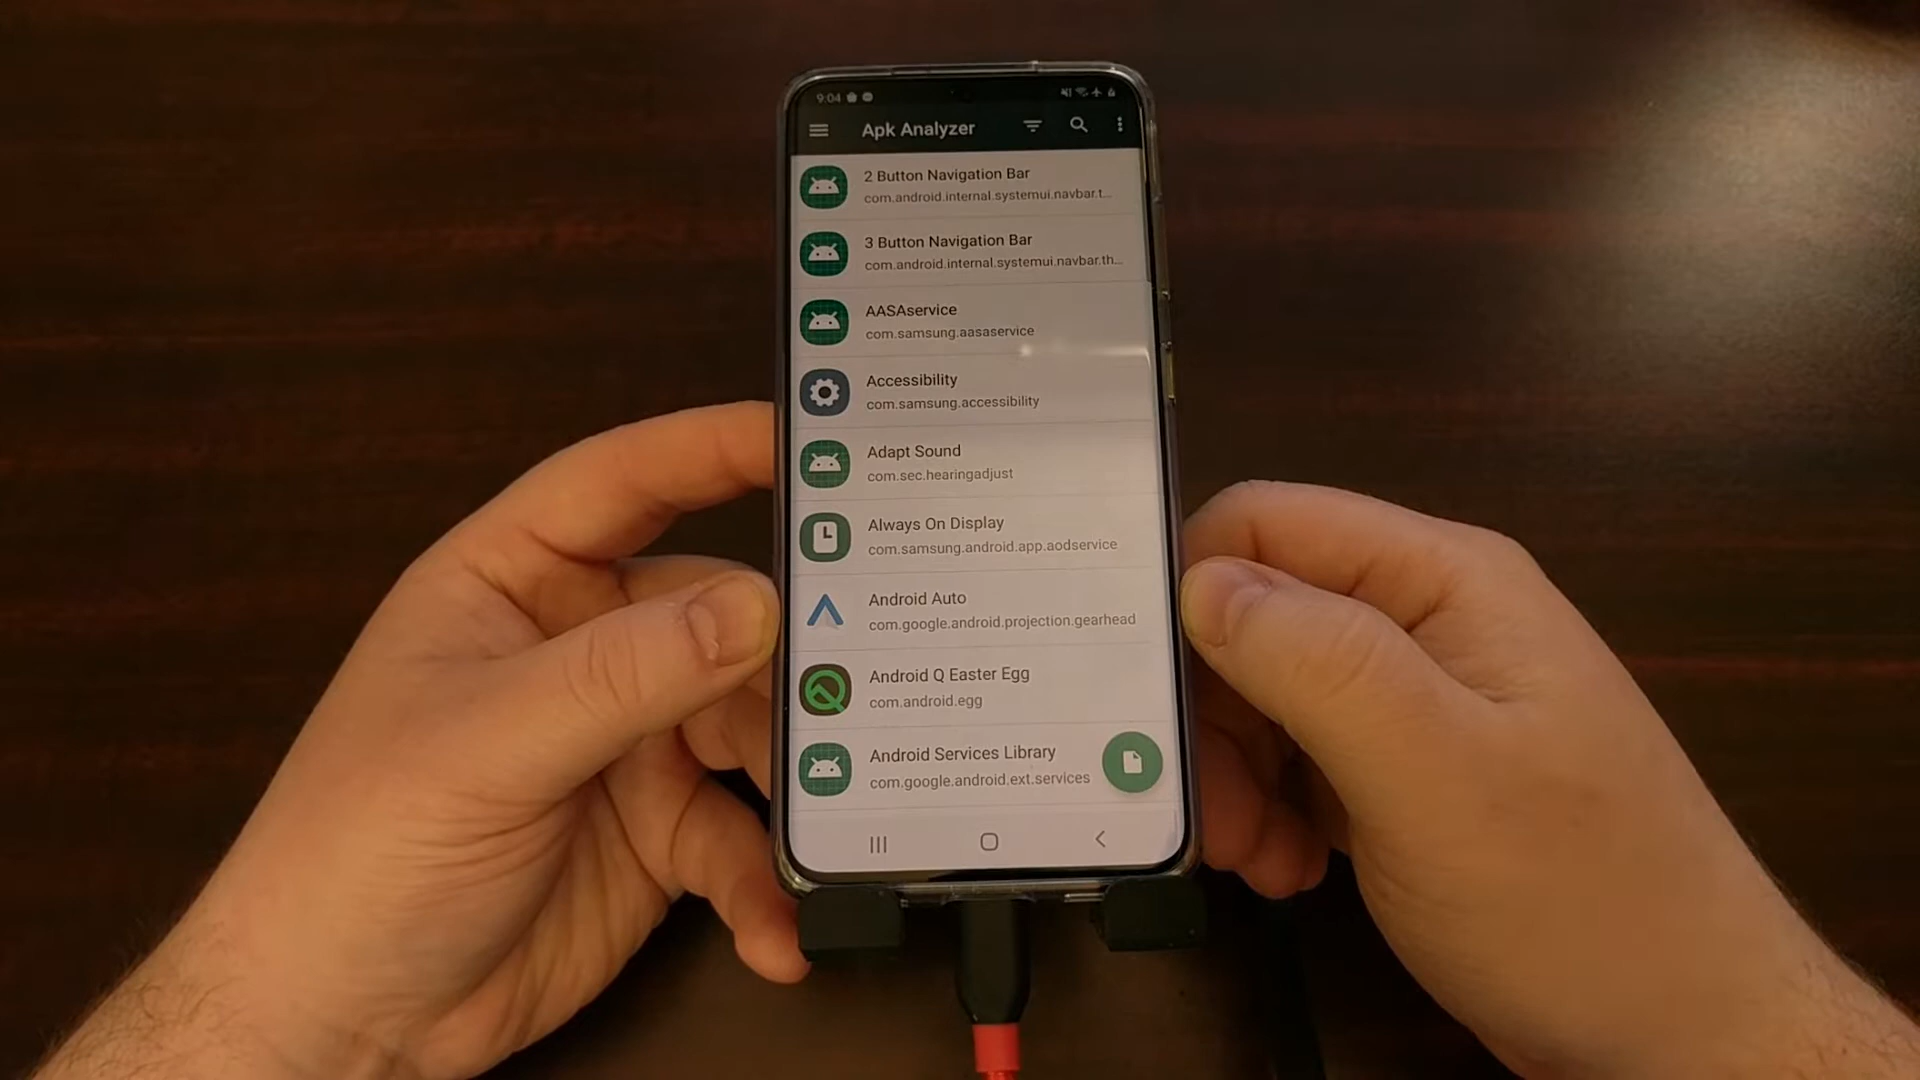 9:04
Apk Analyzer
2 Button Navigation Bar
com.android.internal.systemui.navbar.t...
3 Button Navigation Bar
com.android.internal.systemui.navbar.th...
AASAservice
com.samsung.aasaservice
Accessibility
com.samsung.accessibility
Adapt Sound
com.sec.hearingadjust
Always On Display
com.samsung.android.app.aodservice
Android Auto
com.google.android.projection.gearhead
Android Q Easter Egg
com.android.egg
Android Services Library
com.google.android.ext.services